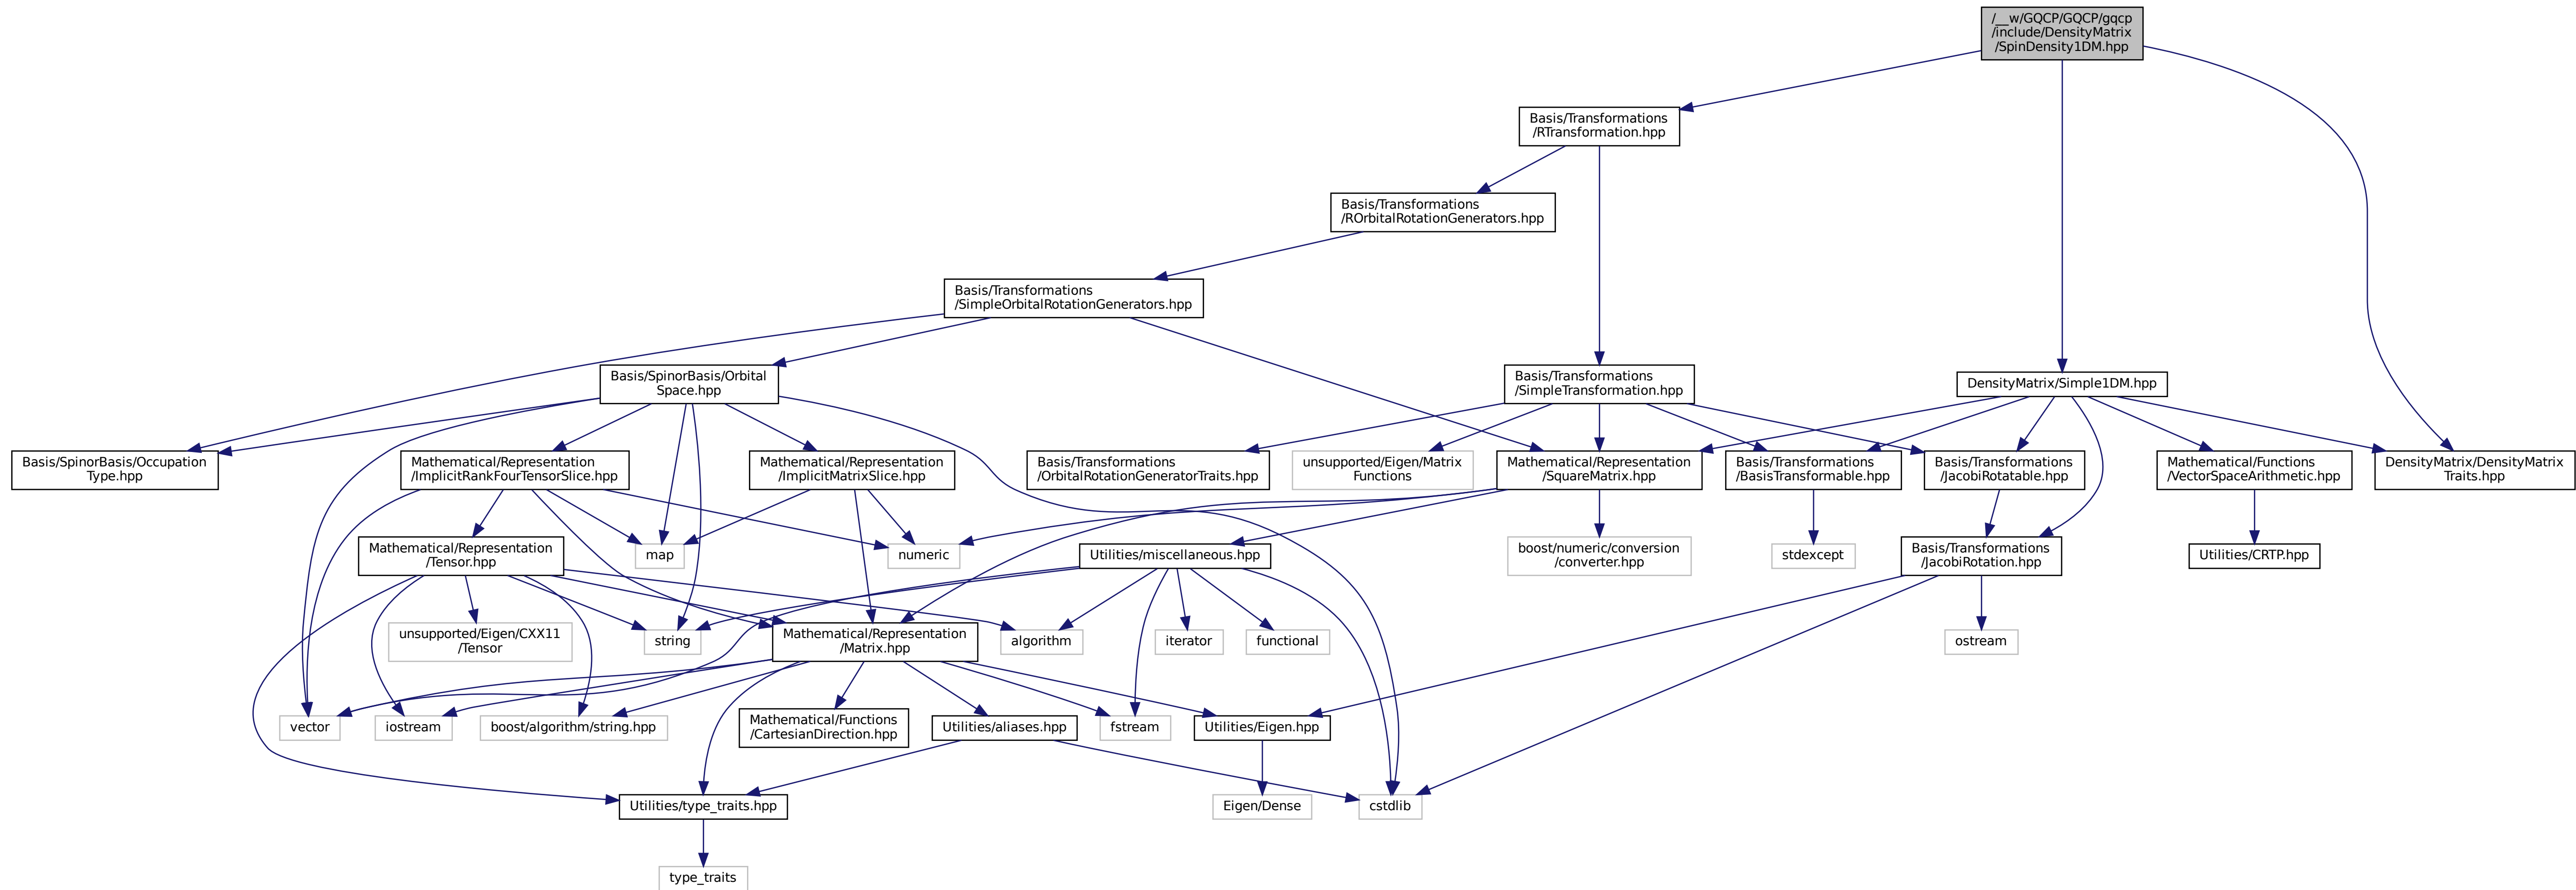 /__w/GQCP/GQCP/gqcp
/include/DensityMatrix
/SpinDensity1DM.hpp
Basis/Transformations
/RTransformation.hpp
Basis/Transformations
/ROrbitalRotationGenerators.hpp
Basis/Transformations
/SimpleOrbitalRotationGenerators.hpp
Basis/SpinorBasis/Orbital
Space.hpp
Basis/Transformations
/SimpleTransformation.hpp
DensityMatrix/Simple1DM.hpp
Basis/SpinorBasis/Occupation
Type.hpp
Mathematical/Representation
/ImplicitRankFourTensorSlice.hpp
Mathematical/Representation
/ImplicitMatrixSlice.hpp
Basis/Transformations
/OrbitalRotationGeneratorTraits.hpp
unsupported/Eigen/Matrix
Functions
Mathematical/Representation
/SquareMatrix.hpp
Basis/Transformations
/BasisTransformable.hpp
Basis/Transformations
/JacobiRotatable.hpp
Mathematical/Functions
/VectorSpaceArithmetic.hpp
DensityMatrix/DensityMatrix
Traits.hpp
Mathematical/Representation
/Tensor.hpp
map
numeric
Utilities/miscellaneous.hpp
boost/numeric/conversion
/converter.hpp
stdexcept
Basis/Transformations
/JacobiRotation.hpp
Utilities/CRTP.hpp
unsupported/Eigen/CXX11
/Tensor
string
Mathematical/Representation
/Matrix.hpp
algorithm
iterator
functional
ostream
vector
iostream
boost/algorithm/string.hpp
Mathematical/Functions
/CartesianDirection.hpp
Utilities/aliases.hpp
fstream
Utilities/Eigen.hpp
Utilities/type_traits.hpp
Eigen/Dense
cstdlib
type_traits